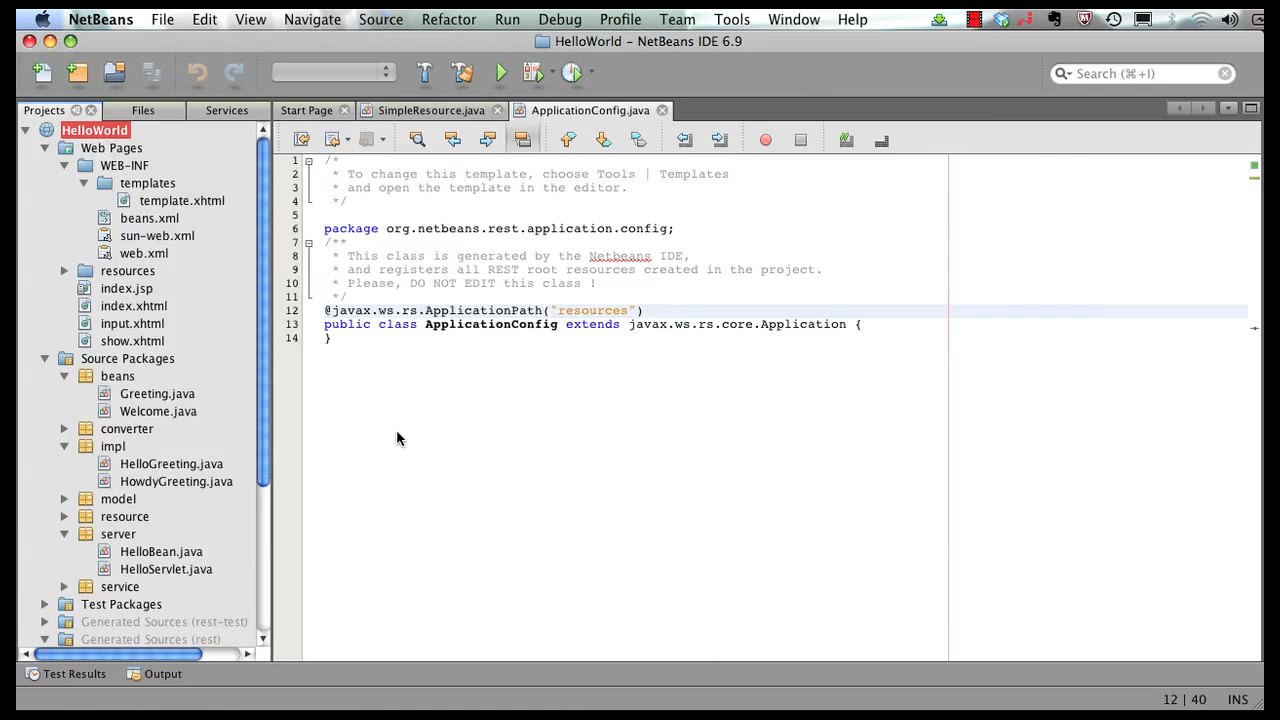 NetBeans File Edit View Navigate Source Refactor Run Debug Profile Team Tools Window Help
HelloWorld – NetBeans IDE 6.9
Search (⌘+I)
Projects Files Services
Start Page SimpleResource.java ApplicationConfig.java
HelloWorld
Web Pages
WEB-INF
templates
template.xhtml
beans.xml
sun-web.xml
web.xml
resources
index.jsp
index.xhtml
input.xhtml
show.xhtml
Source Packages
beans
Greeting.java
Welcome.java
converter
impl
HelloGreeting.java
HowdyGreeting.java
model
resource
server
HelloBean.java
HelloServlet.java
service
Test Packages
Generated Sources (rest-test)
Generated Sources (rest)
1 /*
2 * To change this template, choose Tools | Templates
3 * and open the template in the editor.
4 */
5
6 package org.netbeans.rest.application.config;
7 /**
8 * This class is generated by the Netbeans IDE,
9 * and registers all REST root resources created in the project.
10 * Please, DO NOT EDIT this class !
11 */
12 @javax.ws.rs.ApplicationPath("resources")
13 public class ApplicationConfig extends javax.ws.rs.core.Application {
14 }
Test Results Output
12 | 40 INS